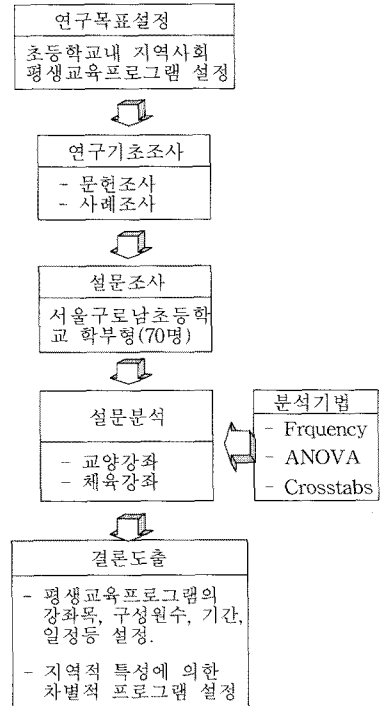 연구목표설정
초등학교내 지역사회
평생교육프로그램 설정
연구기초조사
- 문헌조사
- 사례조사
설문조사
서울구로남초등학
교 학부형(70명)
설문분석
- 교양강좌
- 체육강좌
분석기법
- Frquency
- ANOVA
- Crosstabs
결론도출
- 평생교육프로그램의
강좌목, 구성원수, 기간,
일정등 설정.
- 지역적 특성에 의한
차별적 프로그램 설정